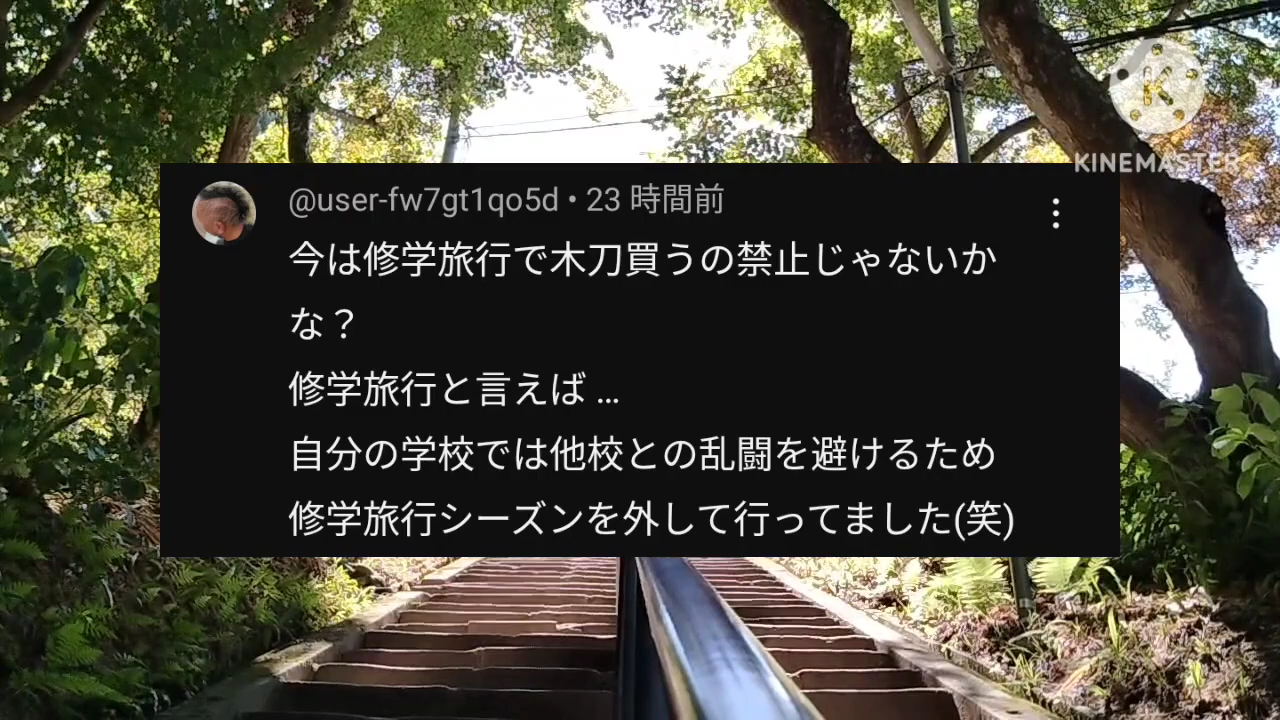 KINEMASTER
@user-fw7gt1qo5d • 23 時間前
今は修学旅行で木刀買うの禁止じゃないか
な？
修学旅行と言えば ...
自分の学校では他校との乱闘を避けるため
修学旅行シーズンを外して行ってました(笑)